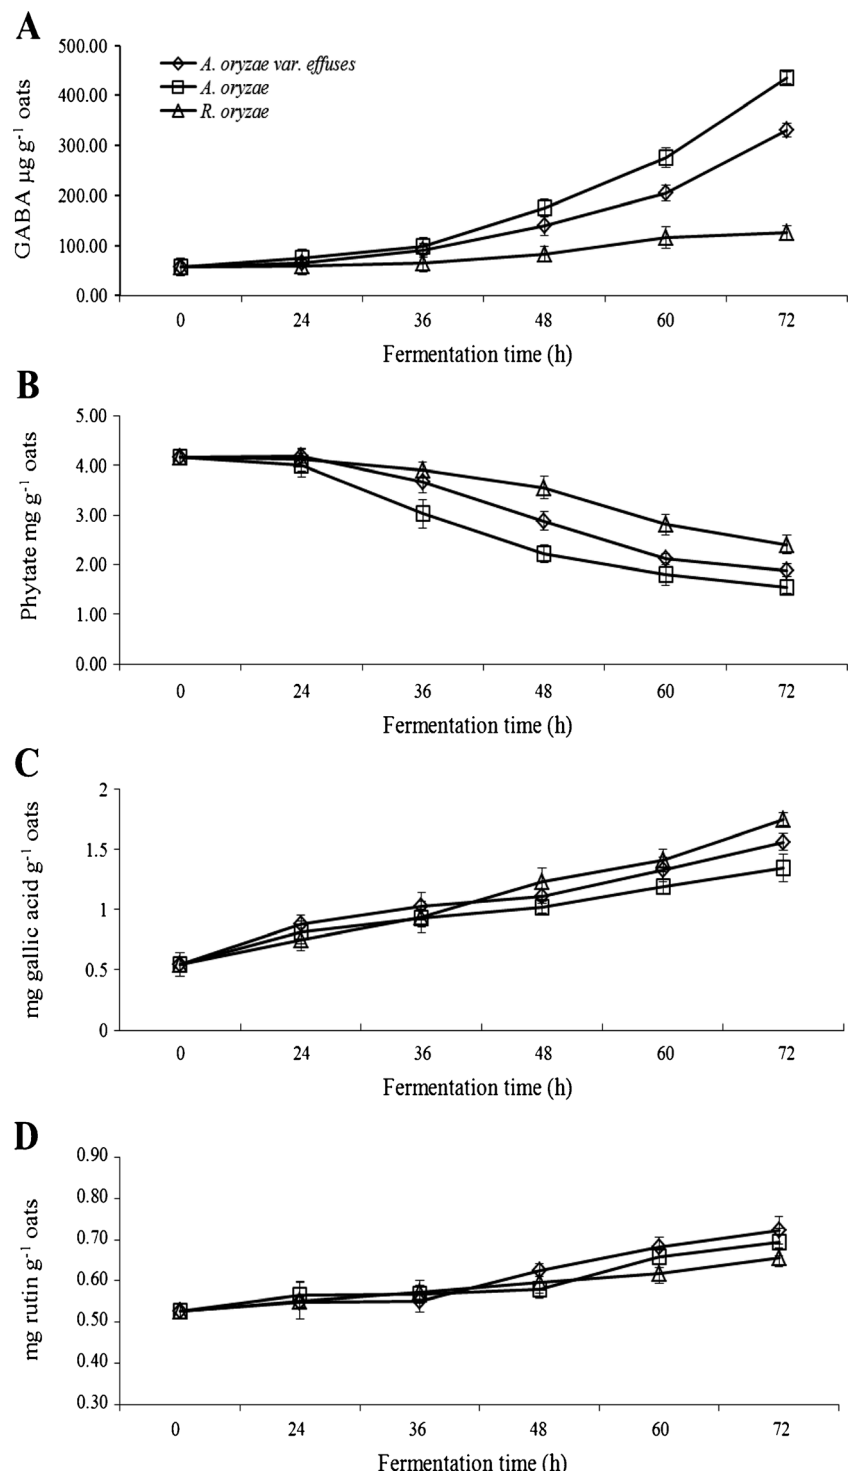 A
500.00
400.00
300.00
200.00
100.00
0.00
GABA µg g-1 oats
A. oryzae var. effuses
A. oryzae
R. oryzae
0 24 36 48 60 72
Fermentation time (h)
B
5.00
4.00
3.00
2.00
1.00
0.00
Phytate mg g-1 oats
0 24 36 48 60 72
Fermentation time (h)
C
2
1.5
1
0.5
0
mg gallic acid g-1 oats
0 24 36 48 60 72
Fermentation time (h)
D
0.90
0.80
0.70
0.60
0.50
0.40
0.30
mg rutin g-1 oats
0 24 36 48 60 72
Fermentation time (h)